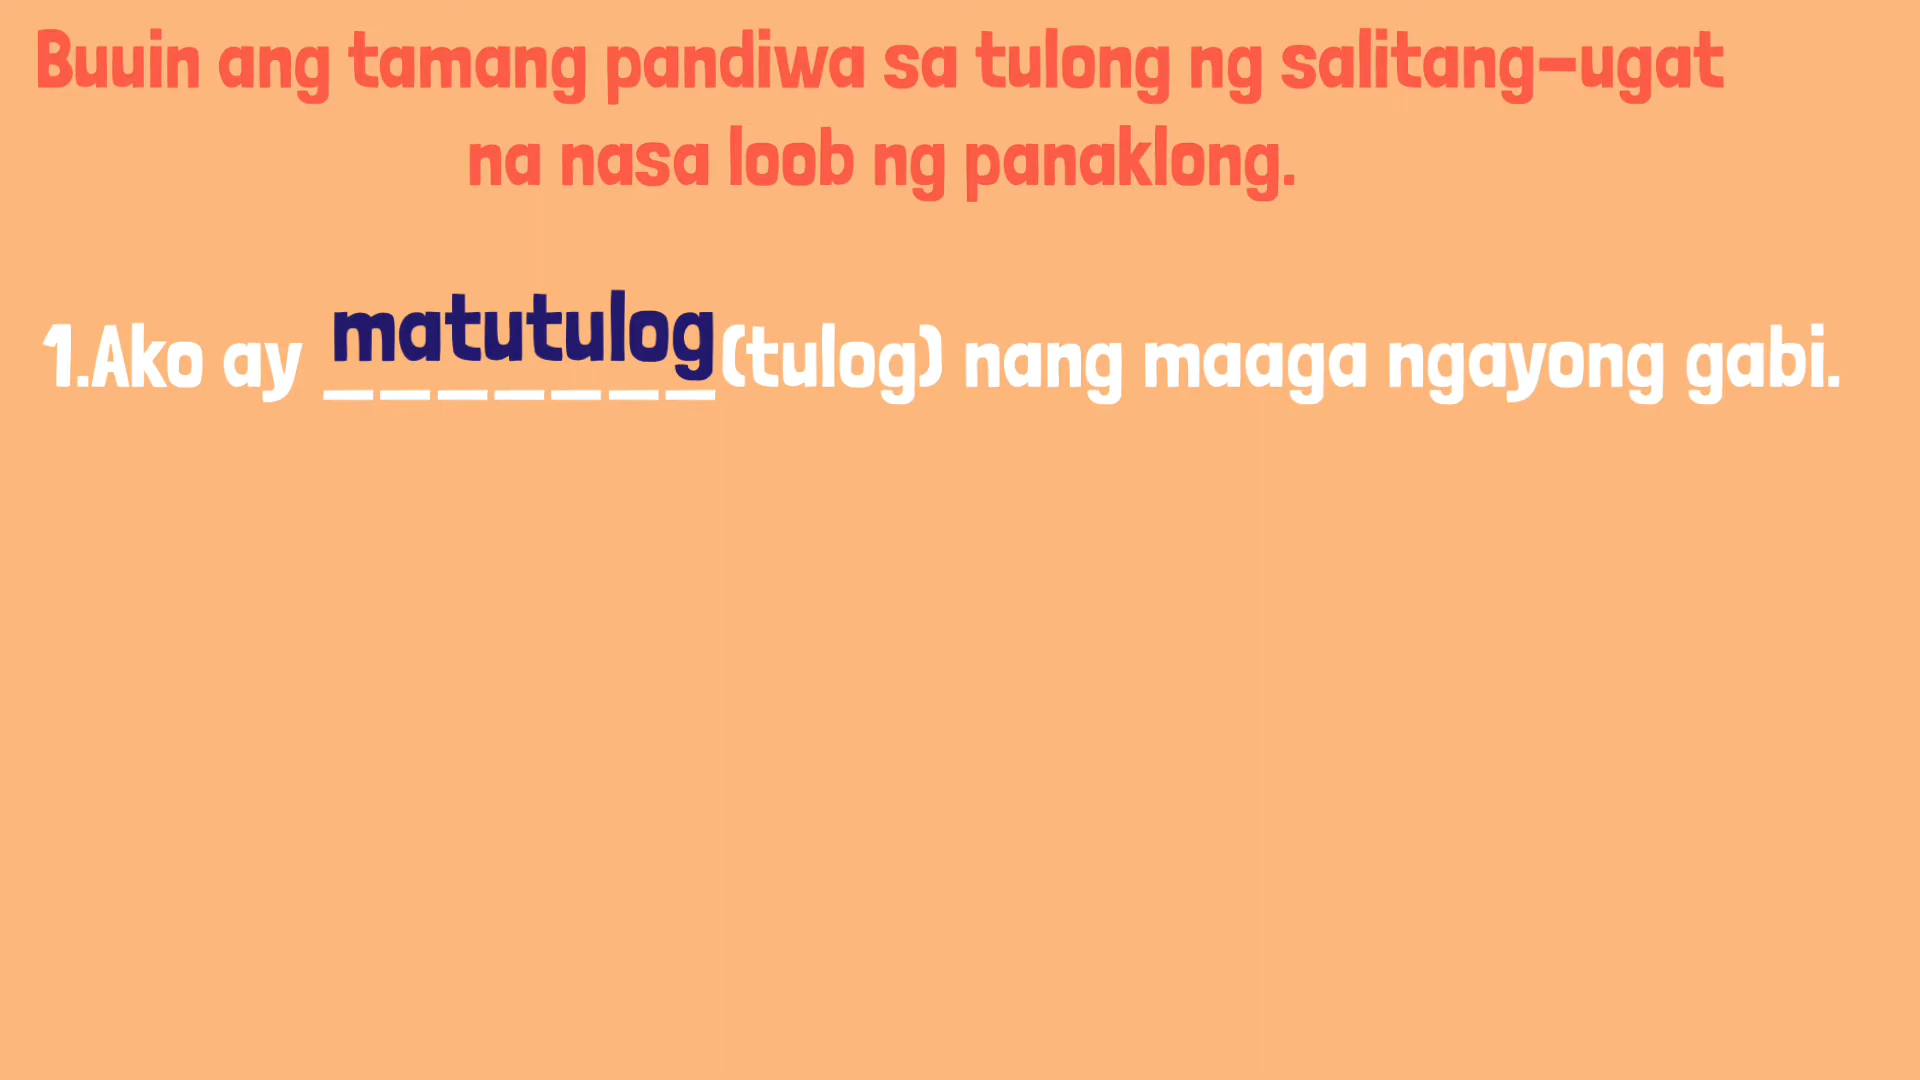 Buuin ang tamang pandiwa sa tulong ng salitang-ugat
na nasa loob ng panaklong.
1.Ako ay matutulog(tulog) nang maaga ngayong gabi.